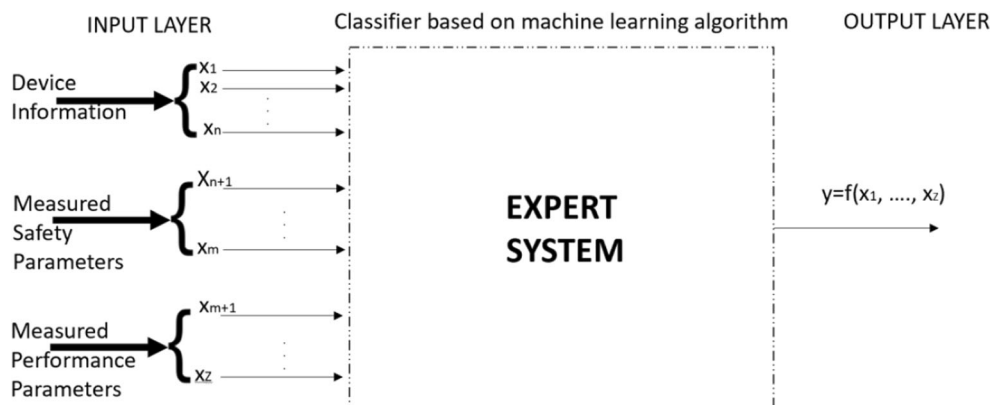 INPUT LAYER
Classifier based on machine learning algorithm
OUTPUT LAYER
Device
Information
x1
x2
xn
Measured
Safety
Parameters
Xn+1
xm
Measured
Performance
Parameters
xm+1
xz
EXPERT
SYSTEM
y=f(x1, ...., xz)